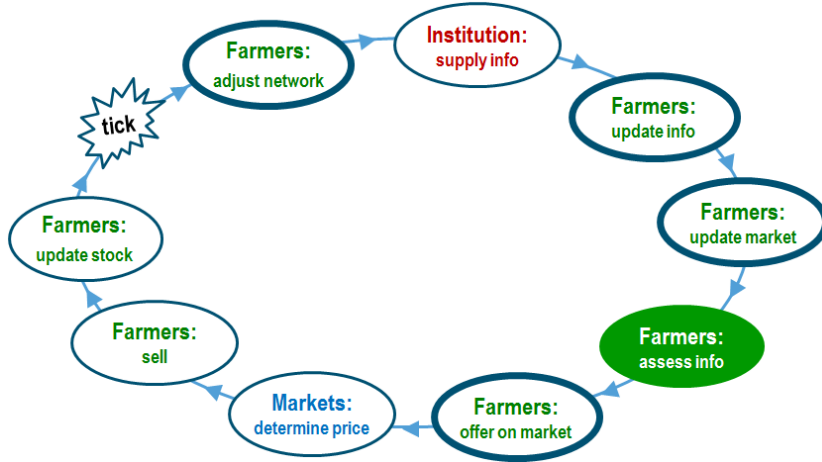 Farmers:
adjust network
Institution:
supply info
Farmers:
update info
Farmers:
update market
Farmers:
assess info
Farmers:
offer on market
Markets:
determine price
Farmers:
sell
Farmers:
update stock
tick